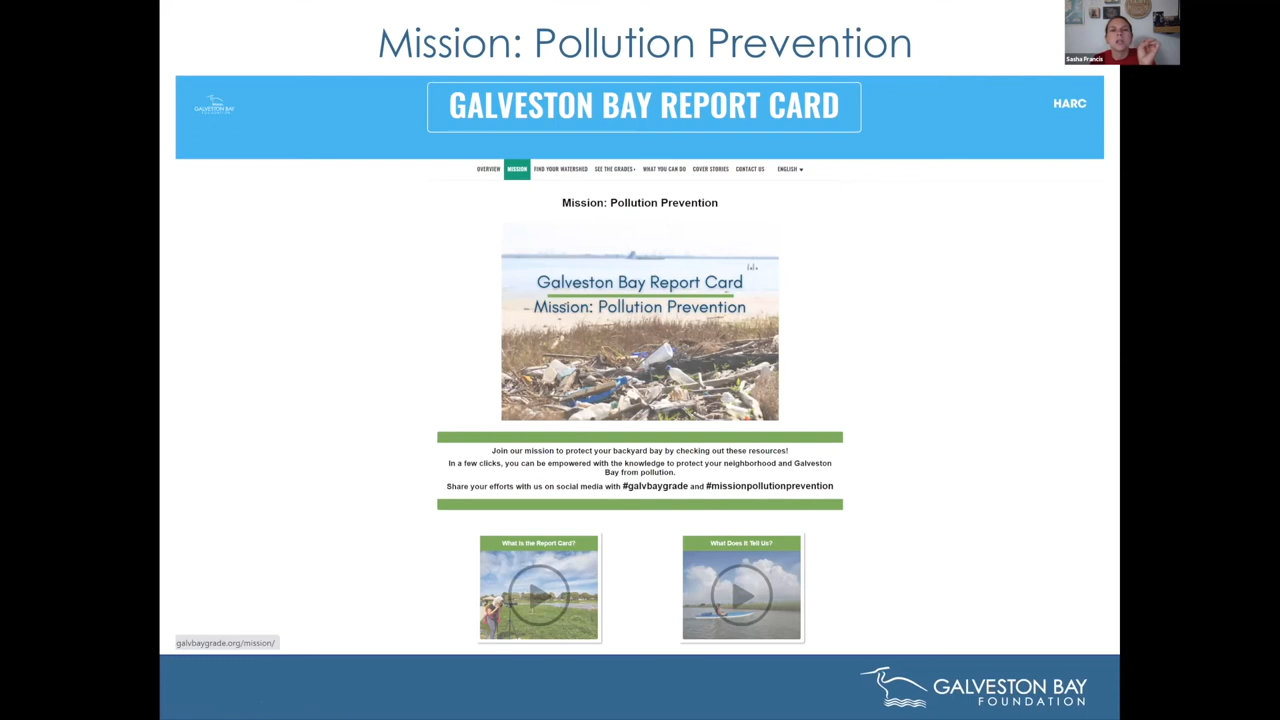 Mission: Pollution Prevention
Sasha Francis
GALVESTON BAY
FOUNDATION
GALVESTON BAY REPORT CARD
HARC
OVERVIEW MISSION FIND YOUR WATERSHED SEE THE GRADES WHAT YOU CAN DO COVER STORIES CONTACT US ENGLISH
Mission: Pollution Prevention
Galveston Bay Report Card
Mission: Pollution Prevention
Join our mission to protect your backyard bay by checking out these resources!
In a few clicks, you can be empowered with the knowledge to protect your neighborhood and Galveston
Bay from pollution.
Share your efforts with us on social media with #galvbaygrade and #missionpollutionprevention
What Is the Report Card?
What Does It Tell Us?
galvbaygrade.org/mission/
GALVESTON BAY
FOUNDATION